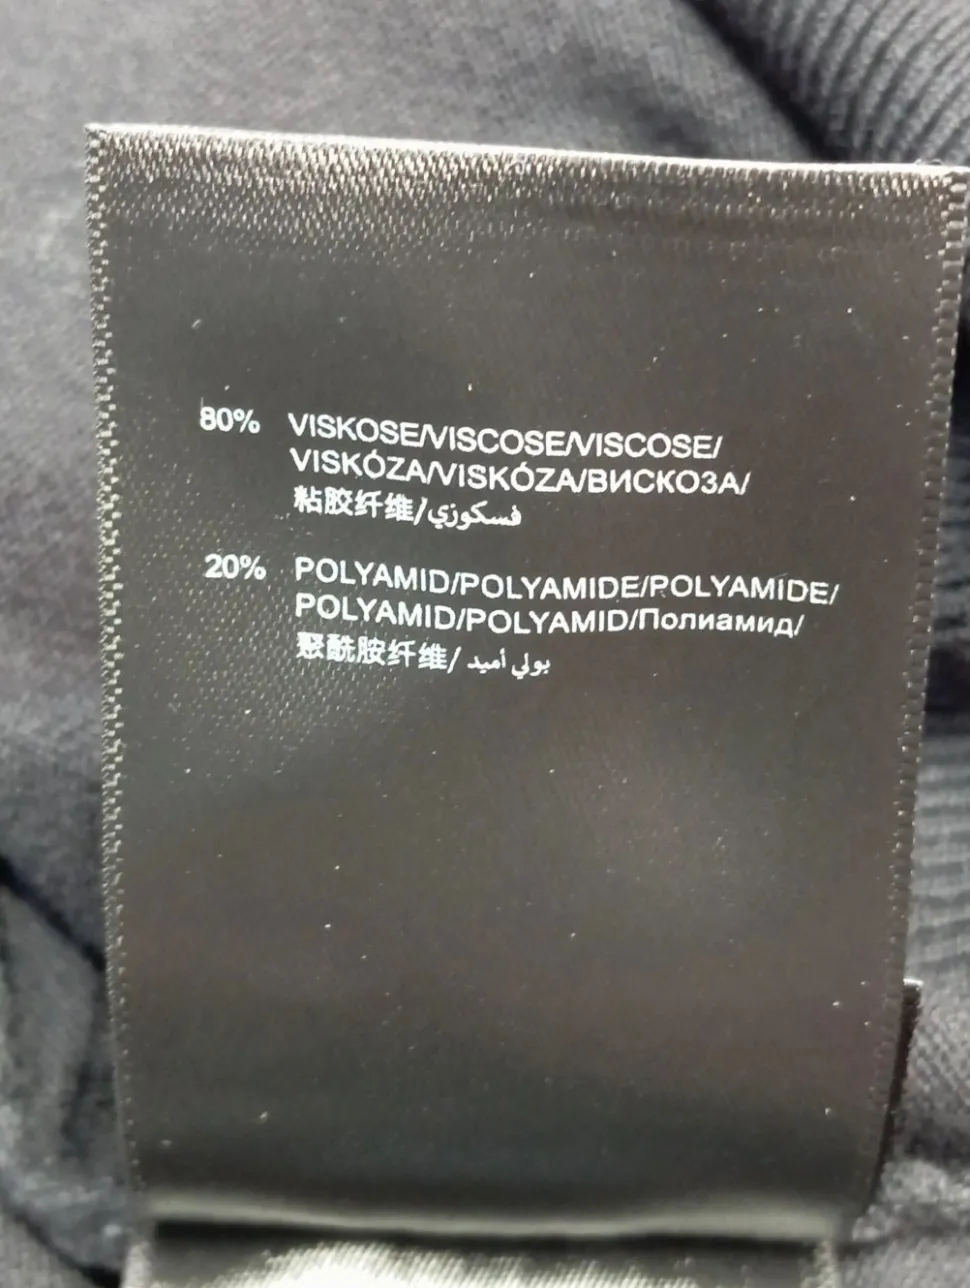 80% VISKOSE/VISCOSE/VISCOSE/
VISKÓZA/VISKÓZA/ВИСКОЗА/
粘胶纤维/فسكوزي
20% POLYAMID/POLYAMIDE/POLYAMIDE/
POLYAMID/POLYAMID/Полиамид/
聚酰胺纤维/ بولي أميد